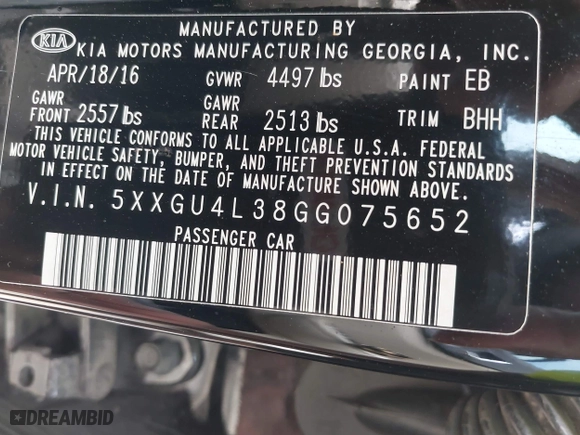 MANUFACTURED BY
KIA KIA MOTORS MANUFACTURING GEORGIA, INC.
APR/18/16 GVWR 4497 lbs PAINT EB
GAWR FRONT 2557 lbs GAWR REAR 2513 lbs TRIM BHH
THIS VEHICLE CONFORMS TO ALL APPLICABLE U.S.A. FEDERAL
MOTOR VEHICLE SAFETY, BUMPER, AND THEFT PREVENTION STANDARDS
IN EFFECT ON THE DATE OF MANUFACTURE SHOWN ABOVE.
V.I.N. 5XXGU4L38GG075652
PASSENGER CAR
DREAMBID